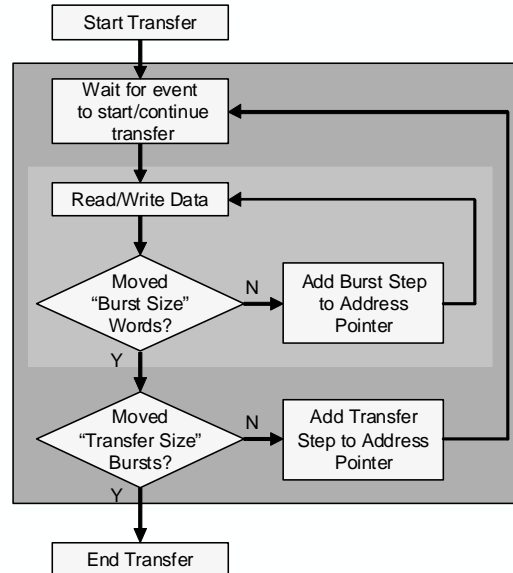 Start Transfer
Wait for event
to start/continue
transfer
Read/Write Data
Moved
“Burst Size”
Words?
N
Add Burst Step
to Address
Pointer
Y
Moved
“Transfer Size”
Bursts?
N
Add Transfer
Step to Address
Pointer
Y
End Transfer